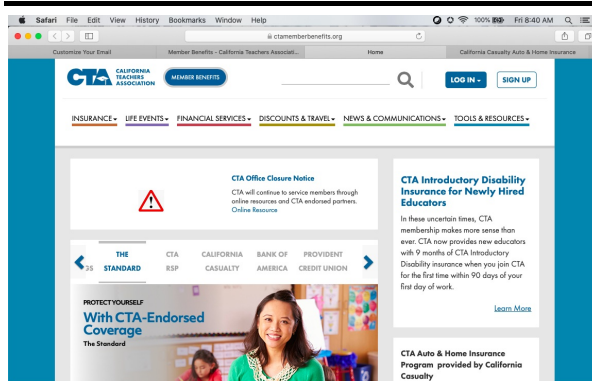 Safari File Edit View History Bookmarks Window Help 100% Fri 8:40 AM
ctamemberbenefits.org
Customize Your Email Member Benefits - California Teachers Associati... Home California Casualty Auto & Home Insurance
CTA CALIFORNIA TEACHERS ASSOCIATION MEMBER BENEFITS LOG IN SIGN UP
INSURANCE LIFE EVENTS FINANCIAL SERVICES DISCOUNTS & TRAVEL NEWS & COMMUNICATIONS TOOLS & RESOURCES
CTA Office Closure Notice
CTA will continue to service members through
online resources and CTA endorsed partners.
Online Resource
THE STANDARD
CTA RSP
CALIFORNIA CASUALTY
BANK OF AMERICA
PROVIDENT CREDIT UNION
PROTECT YOURSELF
With CTA-Endorsed
Coverage
The Standard
CTA Introductory Disability
Insurance for Newly Hired
Educators
In these uncertain times, CTA
membership makes more sense than
ever. CTA now provides new educators
with 9 months of CTA Introductory
Disability insurance when you join CTA
for the first time within 90 days of your
first day of work.
Learn More
CTA Auto & Home Insurance
Program provided by California
Casualty